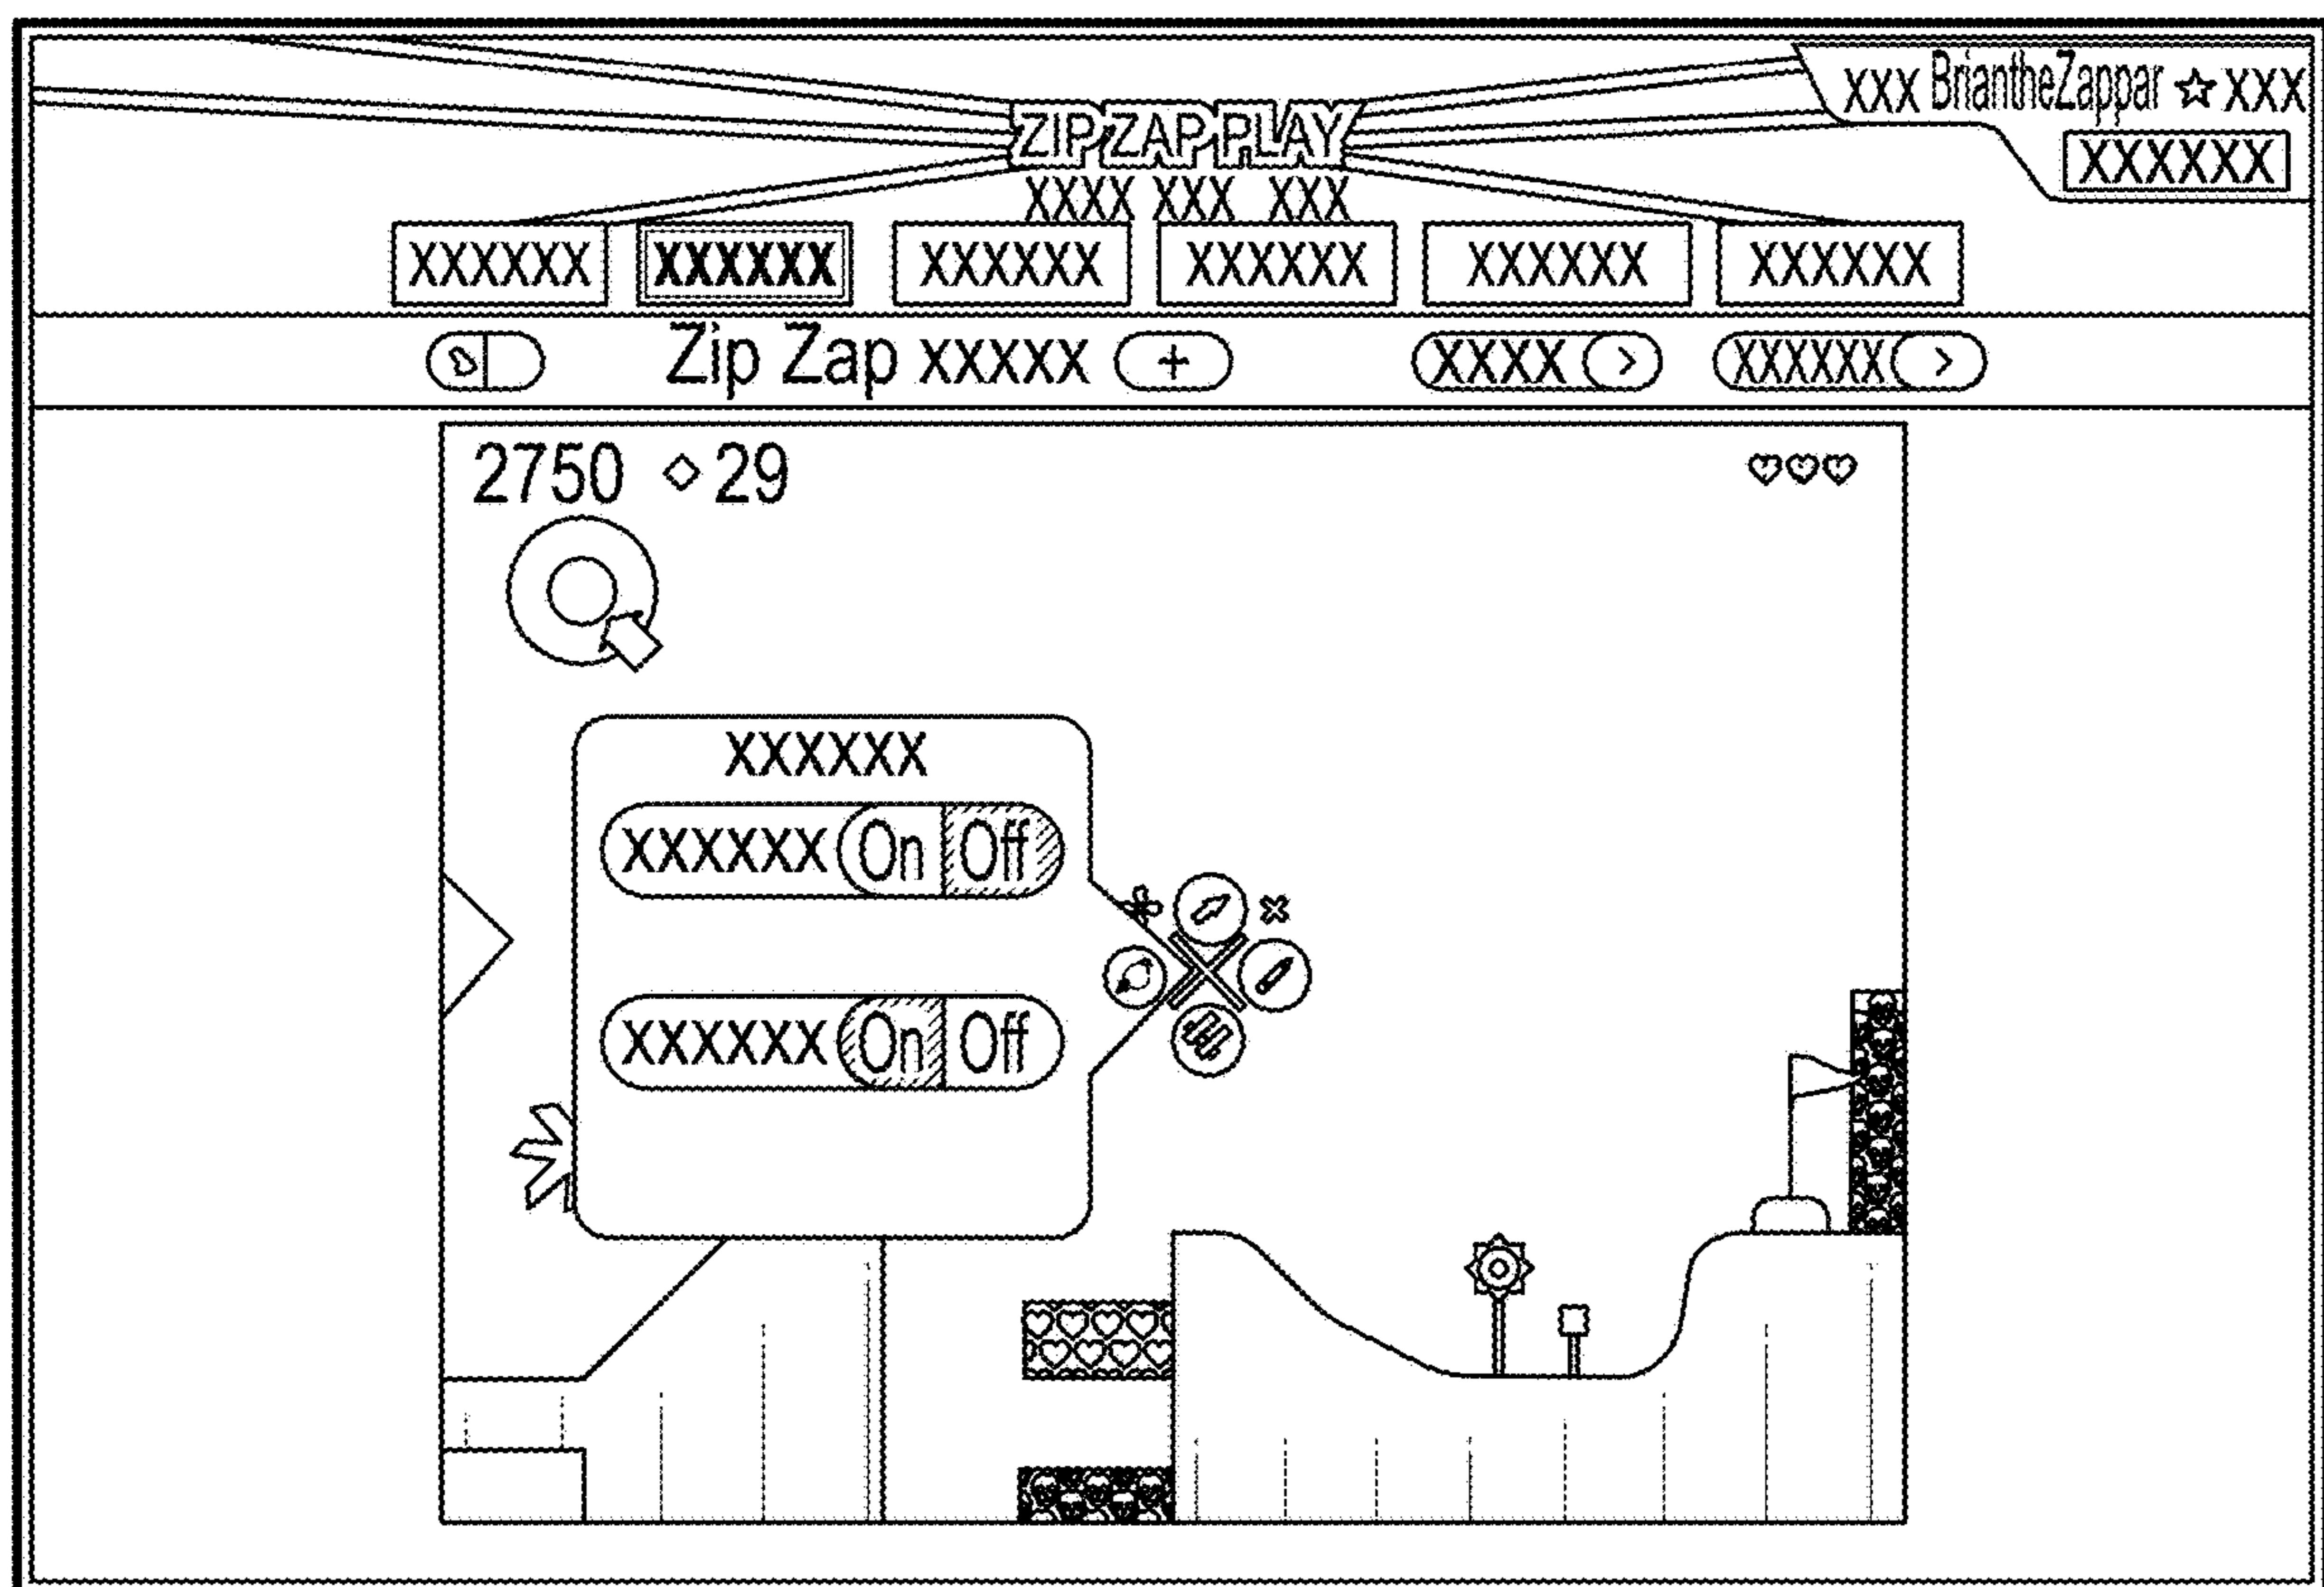 XXX BriantheZappar ☆ XXX
XXXXXX
ZIP ZAP PLAY
XXXX XXX XXX
XXXXXX XXXXXX XXXXXX XXXXXX XXXXXX XXXXXX
Zip Zap XXXXX + XXXX > XXXXXX >
2750 ◇ 29
XXXXXX
XXXXXX On Off
XXXXXX On Off